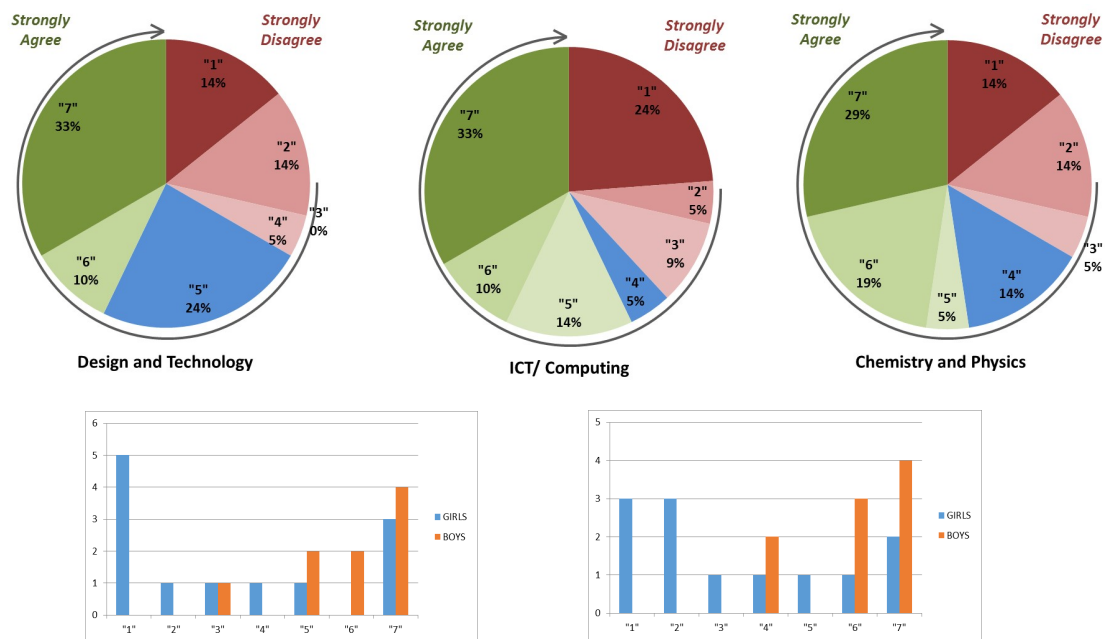 Strongly
Agree
Strongly
Disagree
"1"
14%
"2"
14%
"3"
0%
"4"
5%
"5"
24%
"6"
10%
"7"
33%
Design and Technology
Strongly
Agree
Strongly
Disagree
"1"
24%
"2"
5%
"3"
9%
"4"
5%
"5"
14%
"6"
10%
"7"
33%
ICT/ Computing
Strongly
Agree
Strongly
Disagree
"1"
14%
"2"
14%
"3"
5%
"4"
14%
"5"
5%
"6"
19%
"7"
29%
Chemistry and Physics
6
5
4
3
2
1
0
"1" "2" "3" "4" "5" "6" "7"
GIRLS
BOYS
5
4
3
2
1
0
"1" "2" "3" "4" "5" "6" "7"
GIRLS
BOYS